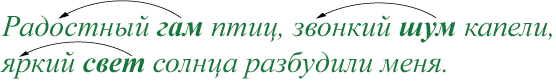 Радостный гам птиц, звонкий шум капели,
яркий свет солнца разбудили меня.